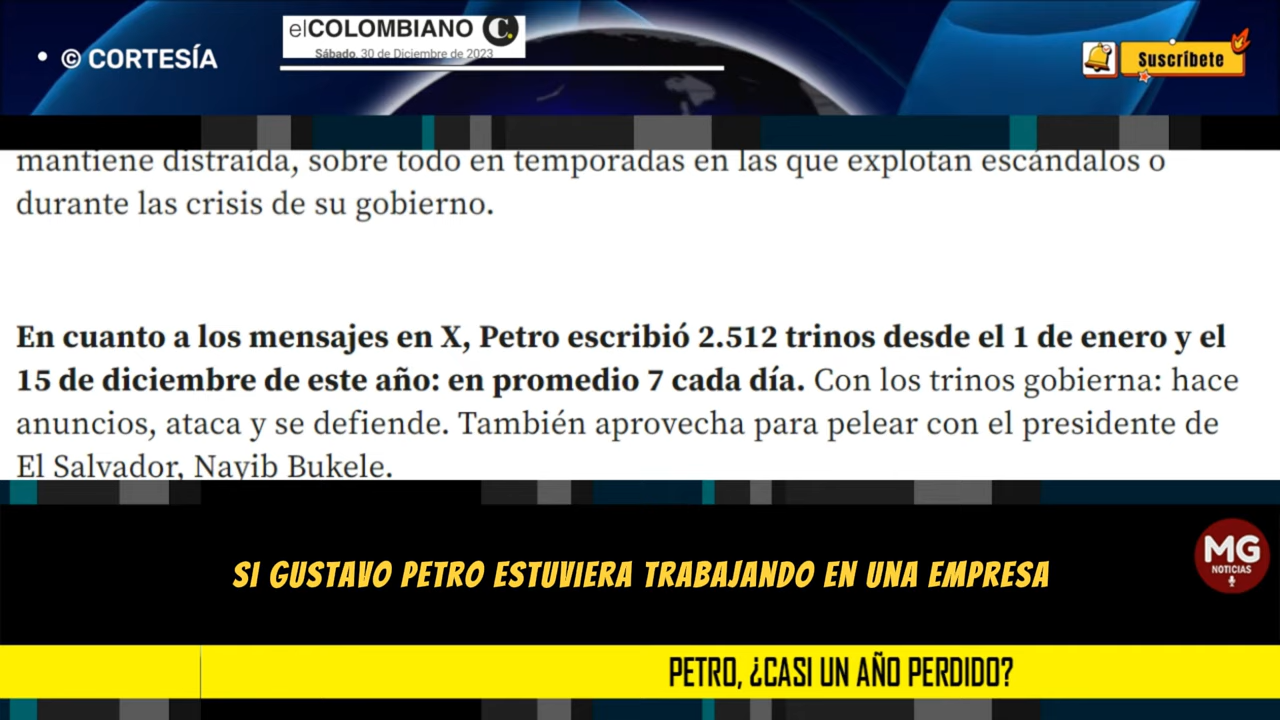 • © CORTESÍA
elCOLOMBIANO C.
Sábado, 30 de Diciembre de 2023
Suscríbete
mantiene distraída, sobre todo en temporadas en las que explotan escándalos o
durante las crisis de su gobierno.
En cuanto a los mensajes en X, Petro escribió 2.512 trinos desde el 1 de enero y el
15 de diciembre de este año: en promedio 7 cada día. Con los trinos gobierna: hace
anuncios, ataca y se defiende. También aprovecha para pelear con el presidente de
El Salvador, Nayib Bukele.
SI GUSTAVO PETRO ESTUVIERA TRABAJANDO EN UNA EMPRESA
MG
NOTICIAS
PETRO, ¿CASI UN AÑO PERDIDO?